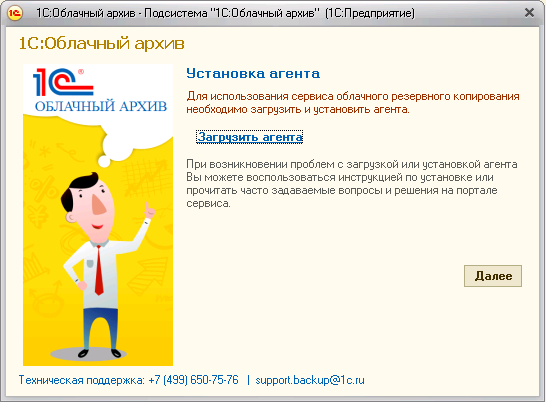 1С:Облачный архив - Подсистема "1С:Облачный архив" (1С:Предприятие)
1С:Облачный архив
1С®
ОБЛАЧНЫЙ АРХИВ
Установка агента
Для использования сервиса облачного резервного копирования
необходимо загрузить и установить агента.
Загрузить агента
При возникновении проблем с загрузкой или установкой агента
Вы можете воспользоваться инструкцией по установке или
прочитать часто задаваемые вопросы и решения на портале
сервиса.
Далее
Техническая поддержка: +7 (499) 650-75-76 | support.backup@1c.ru